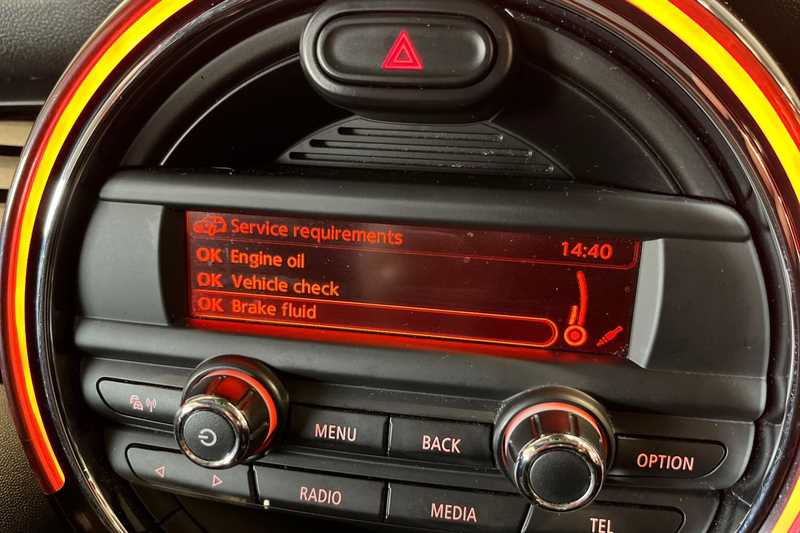 Service requirements
14:40
OK Engine oil
OK Vehicle check
OK Brake fluid
MENU
BACK
OPTION
RADIO
MEDIA
TEL